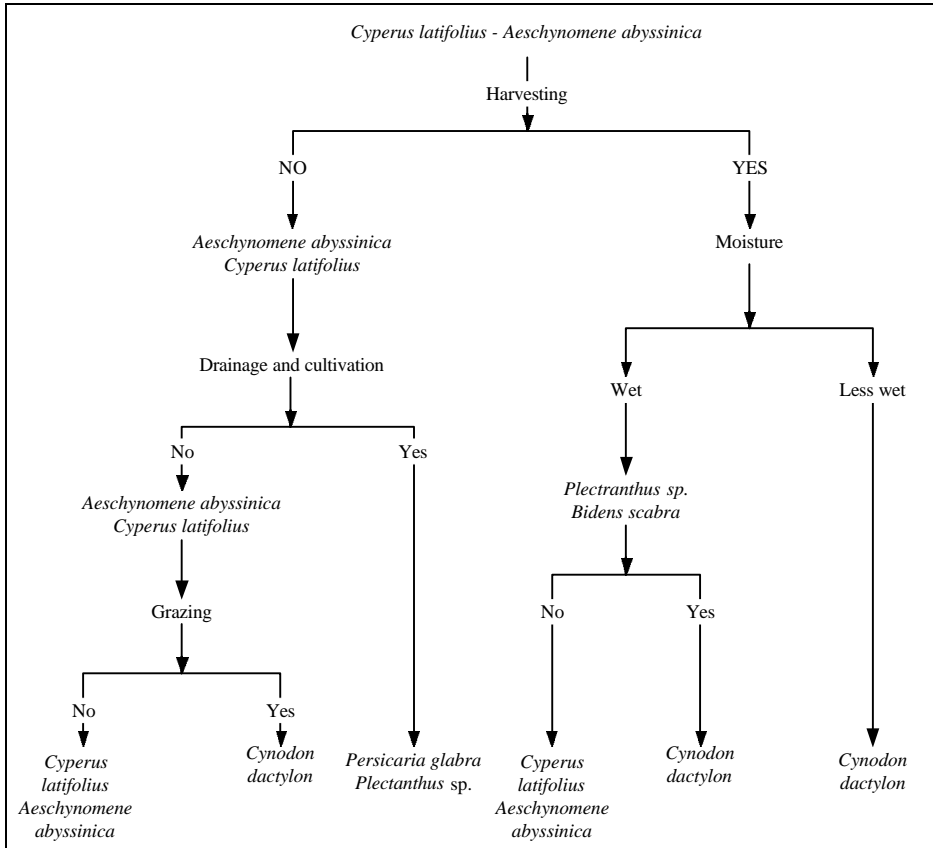 Cyperus latifolius - Aeschynomene abyssinica
Harvesting
NO
YES
Aeschynomene abyssinica
Cyperus latifolius
Moisture
Drainage and cultivation
Wet
Less wet
No
Yes
Aeschynomene abyssinica
Cyperus latifolius
Plectranthus sp.
Bidens scabra
Grazing
No
Yes
No
Yes
Cyperus
latifolius
Aeschynomene
abyssinica
Cynodon
dactylon
Persicaria glabra
Plectanthus sp.
Cyperus
latifolius
Aeschynomene
abyssinica
Cynodon
dactylon
Cynodon
dactylon